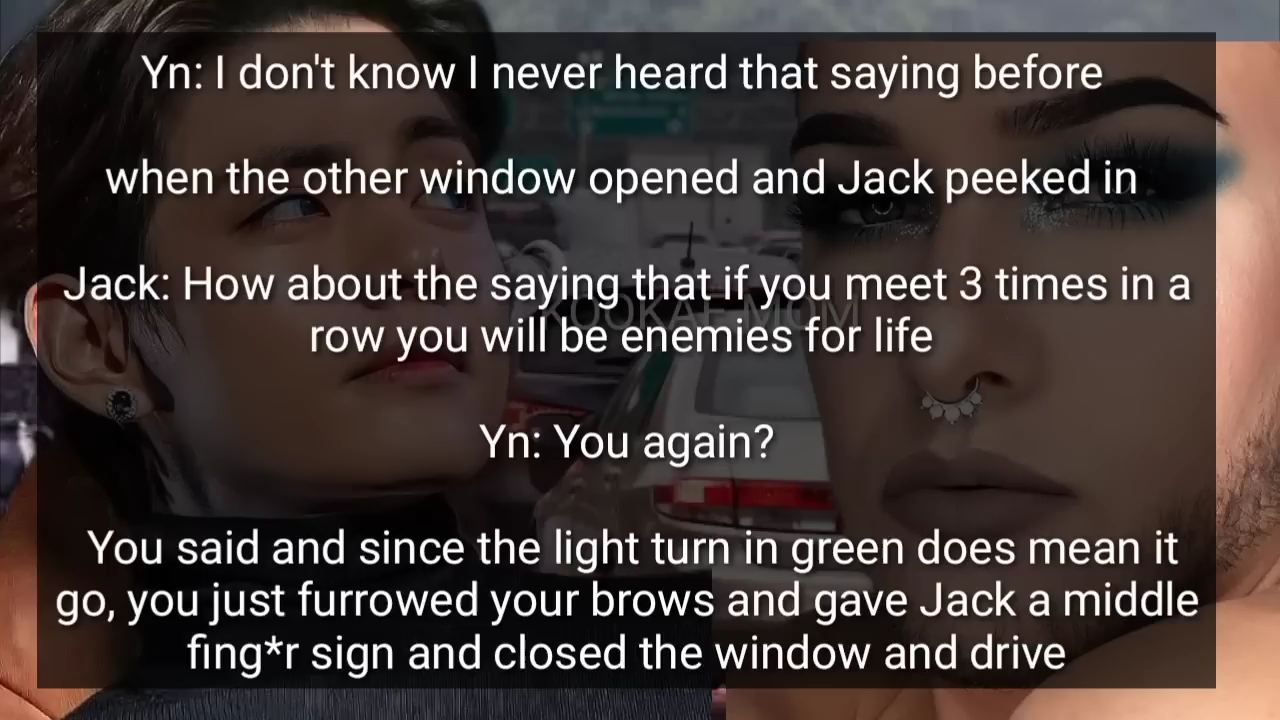 Yn: I don't know I never heard that saying before
when the other window opened and Jack peeked in
Jack: How about the saying that if you meet 3 times in a
row you will be enemies for life
KOOKAE MOM
Yn: You again?
You said and since the light turn in green does mean it
go, you just furrowed your brows and gave Jack a middle
fing*r sign and closed the window and drive